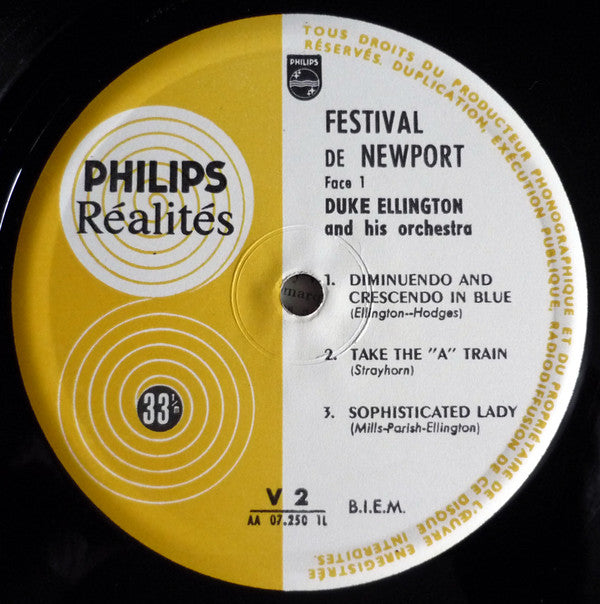 TOUS DROITS DU PRODUCTEUR PHONOGRAPHIQUE ET DU PROPRIÉTAIRE DE L'ŒUVRE ENREGISTRÉE
RÉSERVÉS. DUPLICATION, EXÉCUTION PUBLIQUE, RADIODIFFUSION DE CE DISQUE INTERDITES.
PHILIPS
FESTIVAL
DE NEWPORT
Face 1
DUKE ELLINGTON
and his orchestra
PHILIPS
Réalités
1. DIMINUENDO AND
CRESCENDO IN BLUE
(Ellington--Hodges)
2. TAKE THE "A" TRAIN
(Strayhorn)
3. SOPHISTICATED LADY
(Mills-Parish-Ellington)
33 1/3
V 2
AA 07.250 1L
B.I.E.M.